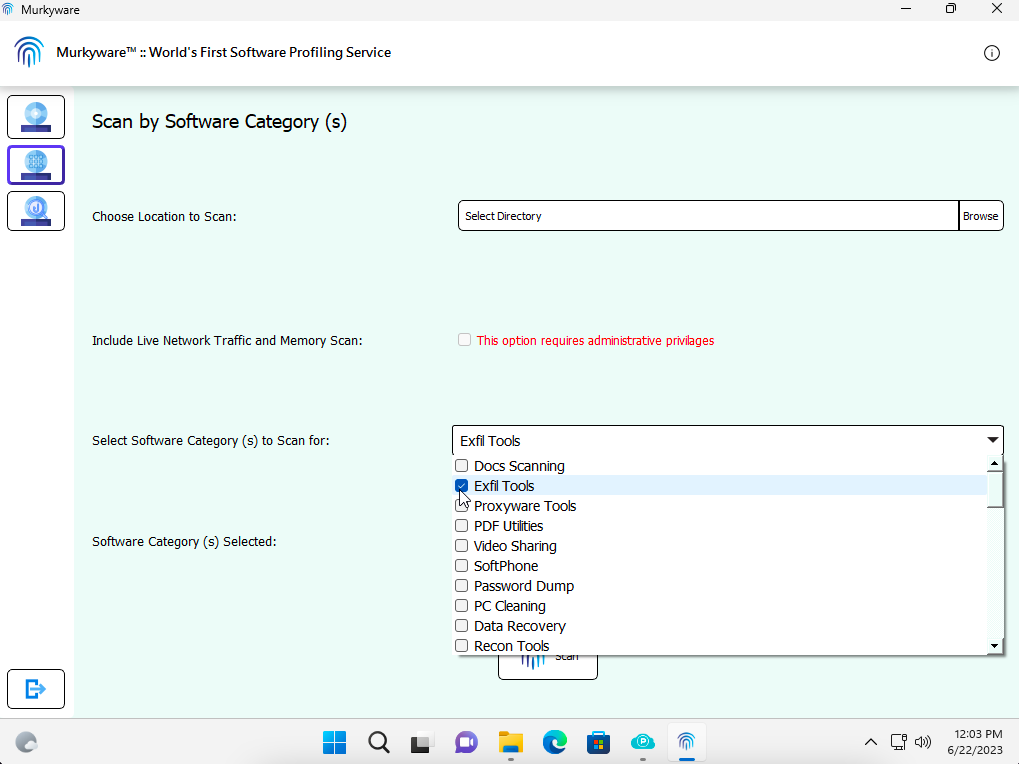 Murkyware
Murkyware™ :: World's First Software Profiling Service
Scan by Software Category (s)
Choose Location to Scan:
Select Directory
Browse
Include Live Network Traffic and Memory Scan:
This option requires administrative privilages
Select Software Category (s) to Scan for:
Exfil Tools
Docs Scanning
Exfil Tools
Proxyware Tools
PDF Utilities
Video Sharing
SoftPhone
Password Dump
PC Cleaning
Data Recovery
Recon Tools
Software Category (s) Selected:
Scan
12:03 PM
6/22/2023